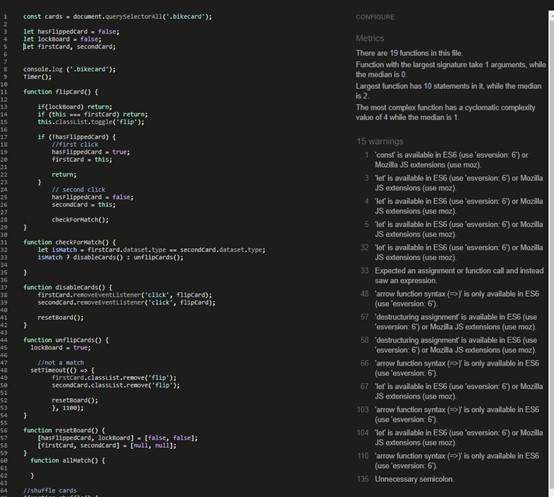 1 const cards = document.querySelectorAll('.bikecard');
2
3 let hasFlippedCard = false;
4 let lockBoard = false;
5 let firstCard, secondCard;
6
7
8 console.log ('.bikecard');
9 Timer();
10
11 function flipCard() {
12
13 if(lockBoard) return;
14 if (this === firstCard) return;
15 this.classList.toggle('flip');
16
17 if (!hasFlippedCard) {
18 //first click
19 hasFlippedCard = true;
20 firstCard = this;
21
22 return;
23 }
24 // second click
25 hasFlippedCard = false;
26 secondCard = this;
27
28 checkForMatch();
29 }
30
31 function checkForMatch() {
32 let isMatch = firstCard.dataset.type == secondCard.dataset.type;
33 isMatch ? disableCards() : unflipCards();
34
35 }
36
37 function disableCards() {
38 firstCard.removeEventListener('click', flipCard);
39 secondCard.removeEventListener('click', flipCard);
40
41 resetBoard();
42 }
43
44 function unflipCards() {
45 lockBoard = true;
46
47 //not a match
48 setTimeout(() => {
49 firstCard.classList.remove('flip');
50 secondCard.classList.remove('flip');
51
52 resetBoard();
53 }, 1100);
54 }
55
56 function resetBoard() {
57 [hasFlippedCard, lockBoard] = [false, false];
58 [firstCard, secondCard] = [null, null];
59 }
60 function allMatch() {
61
62 }
63
64 //shuffle cards
CONFIGURE
Metrics
There are 19 functions in this file.
Function with the largest signature take 1 arguments, while
the median is 0.
Largest function has 10 statements in it, while the median
is 2.
The most complex function has a cyclomatic complexity
value of 4 while the median is 1.
15 warnings
1 'const' is available in ES6 (use 'esversion: 6') or
Mozilla JS extensions (use moz).
3 'let' is available in ES6 (use 'esversion: 6') or Mozilla
JS extensions (use moz).
4 'let' is available in ES6 (use 'esversion: 6') or Mozilla
JS extensions (use moz).
5 'let' is available in ES6 (use 'esversion: 6') or Mozilla
JS extensions (use moz).
32 'let' is available in ES6 (use 'esversion: 6') or Mozilla
JS extensions (use moz).
33 Expected an assignment or function call and instead
saw an expression.
48 'arrow function syntax (=>)' is only available in ES6
(use 'esversion: 6').
57 'destructuring assignment' is available in ES6 (use
'esversion: 6') or Mozilla JS extensions (use moz).
58 'destructuring assignment' is available in ES6 (use
'esversion: 6') or Mozilla JS extensions (use moz).
66 'arrow function syntax (=>)' is only available in ES6
(use 'esversion: 6').
67 'let' is available in ES6 (use 'esversion: 6') or Mozilla
JS extensions (use moz).
103 'arrow function syntax (=>)' is only available in ES6
(use 'esversion: 6').
104 'let' is available in ES6 (use 'esversion: 6') or Mozilla
JS extensions (use moz).
110 'arrow function syntax (=>)' is only available in ES6
(use 'esversion: 6').
135 Unnecessary semicolon.